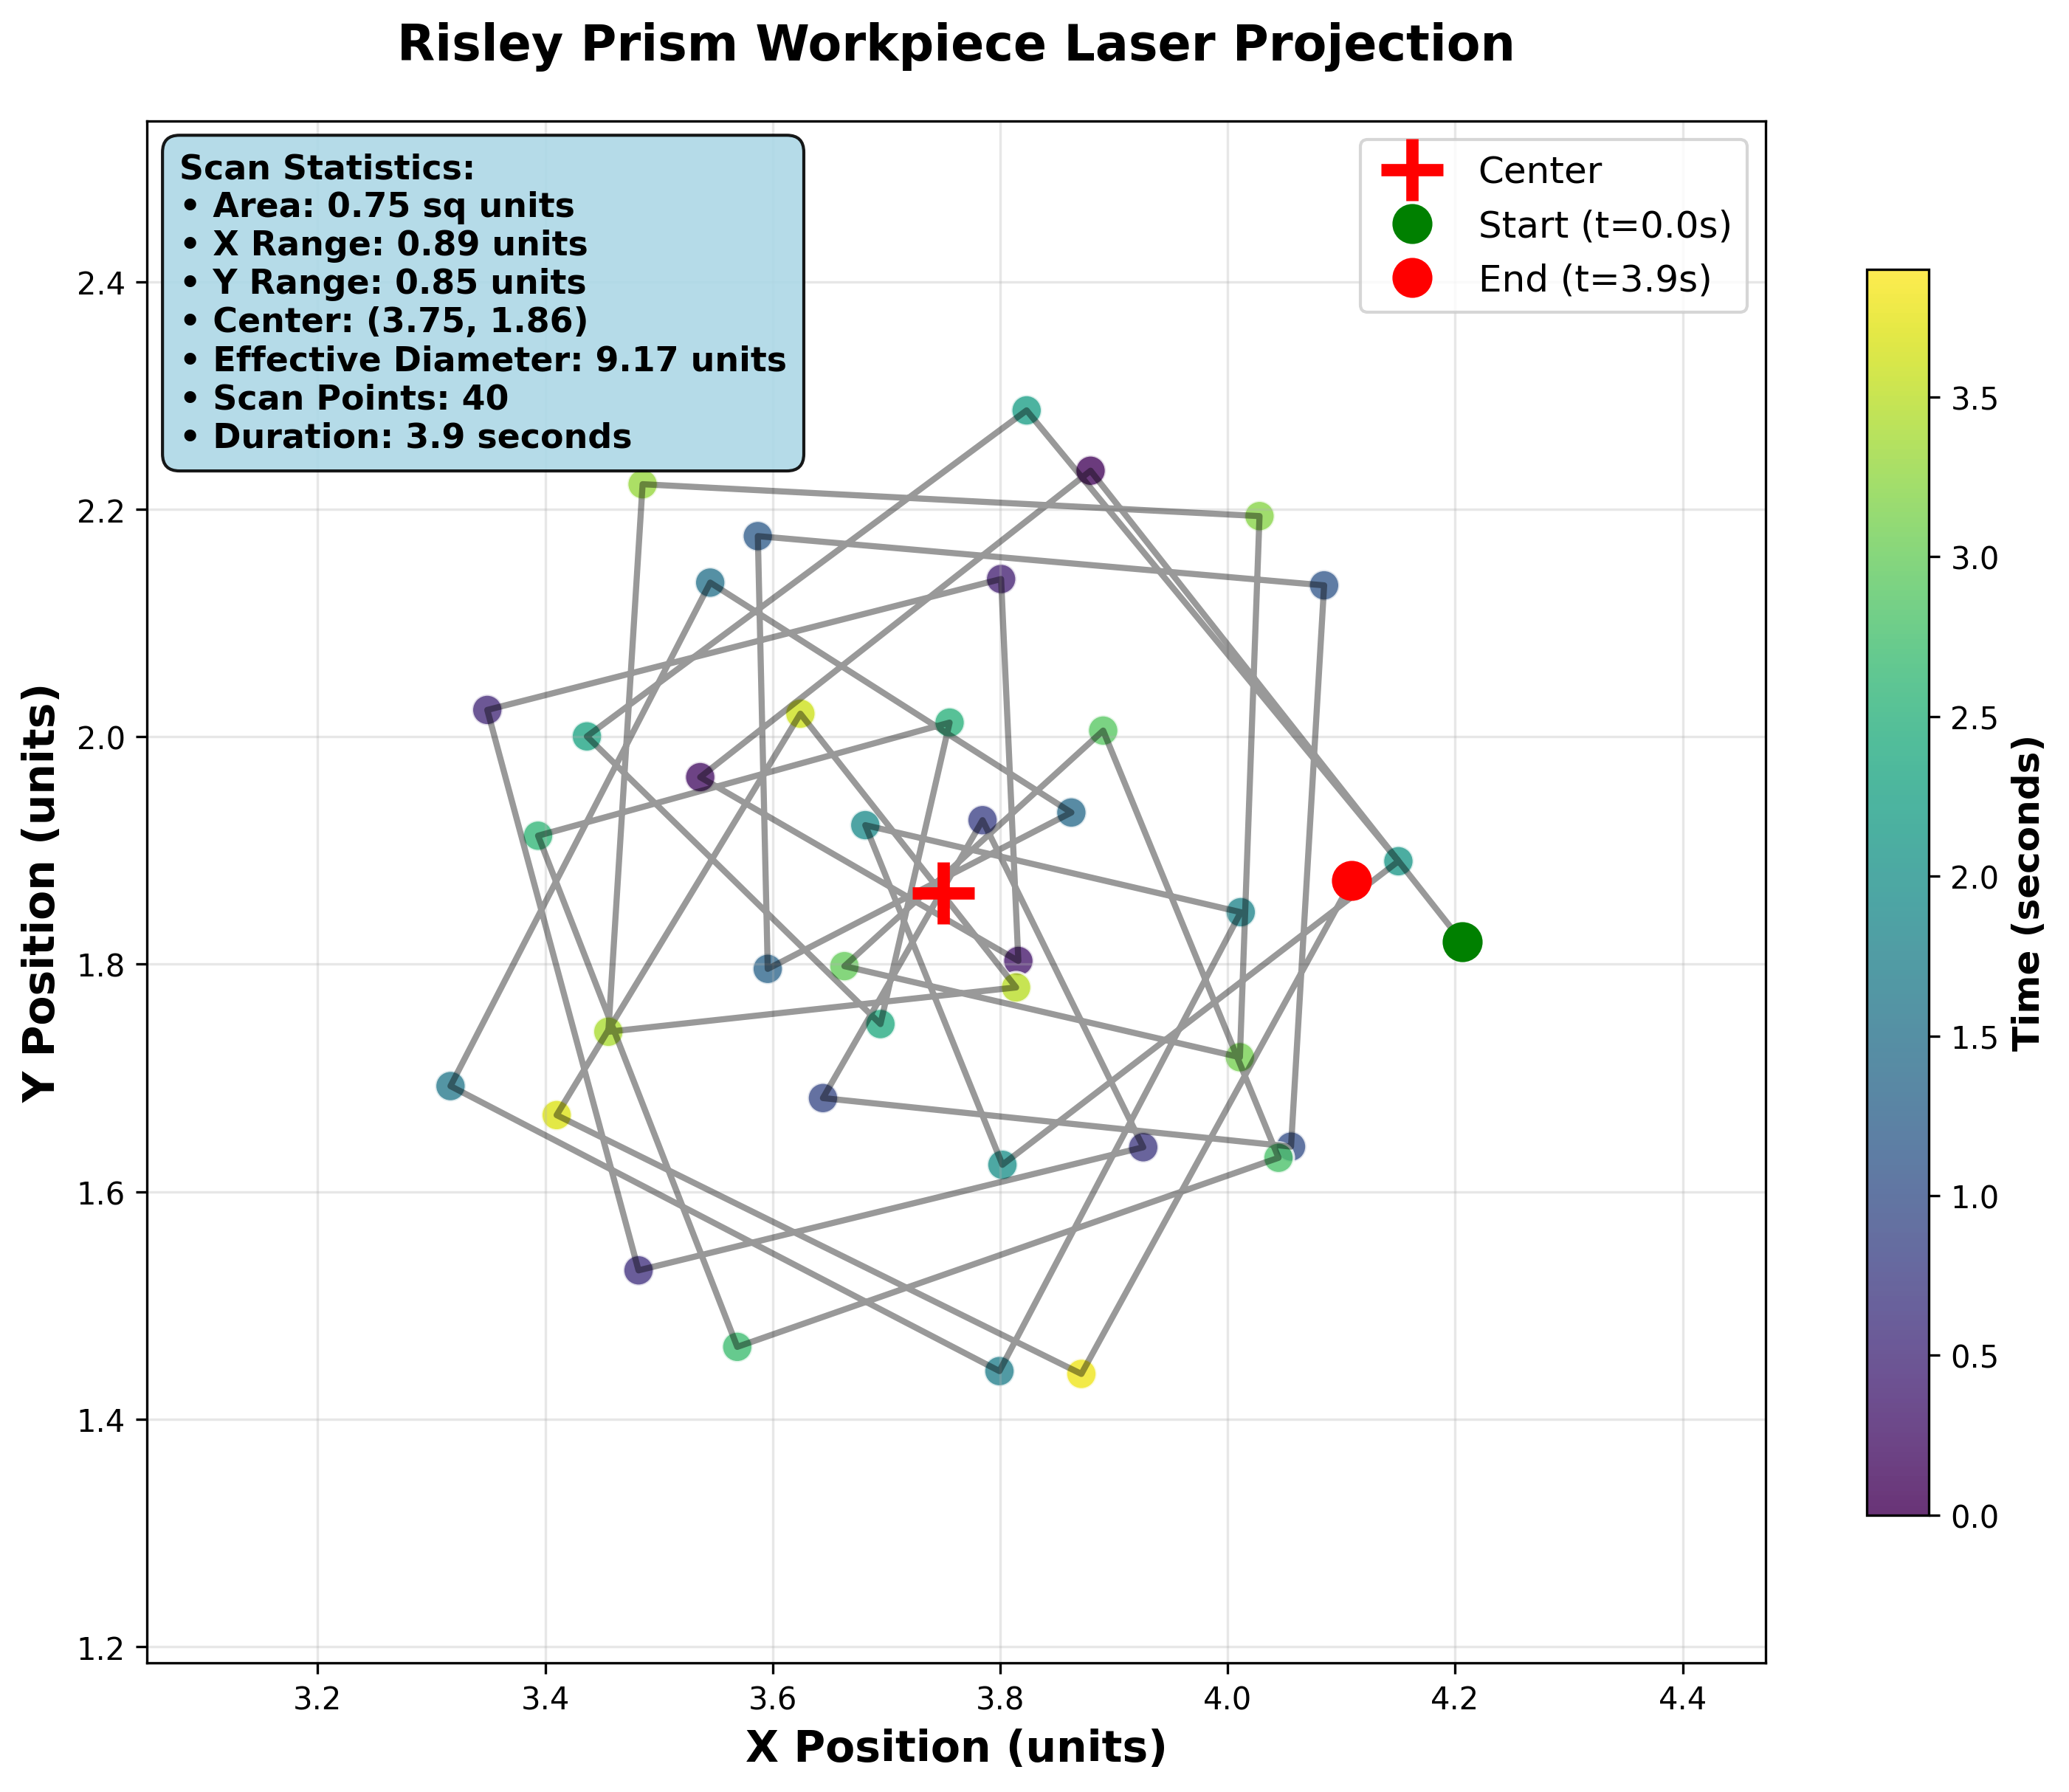 Risley Prism Workpiece Laser Projection
Scan Statistics:
• Area: 0.75 sq units
• X Range: 0.89 units
• Y Range: 0.85 units
• Center: (3.75, 1.86)
• Effective Diameter: 9.17 units
• Scan Points: 40
• Duration: 3.9 seconds
Center
Start (t=0.0s)
End (t=3.9s)
Y Position (units)
2.4
2.2
2.0
1.8
1.6
1.4
1.2
3.2
3.4
3.6
3.8
4.0
4.2
4.4
X Position (units)
3.5
3.0
2.5
2.0
1.5
1.0
0.5
0.0
Time (seconds)